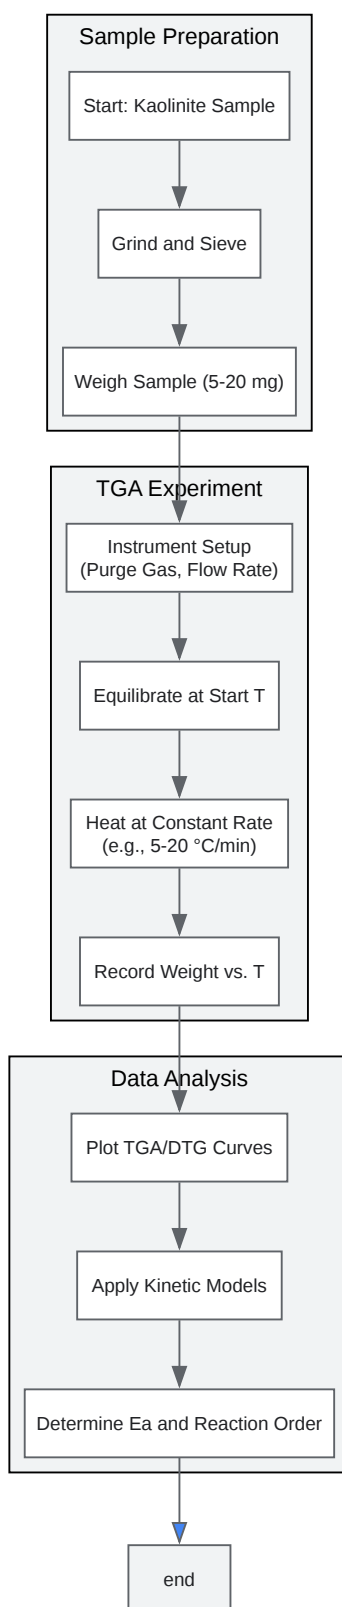 Sample Preparation
Start: Kaolinite Sample
Grind and Sieve
Weigh Sample (5-20 mg)
TGA Experiment
Instrument Setup
(Purge Gas, Flow Rate)
Equilibrate at Start T
Heat at Constant Rate
(e.g., 5-20 °C/min)
Record Weight vs. T
Data Analysis
Plot TGA/DTG Curves
Apply Kinetic Models
Determine Ea and Reaction Order
end